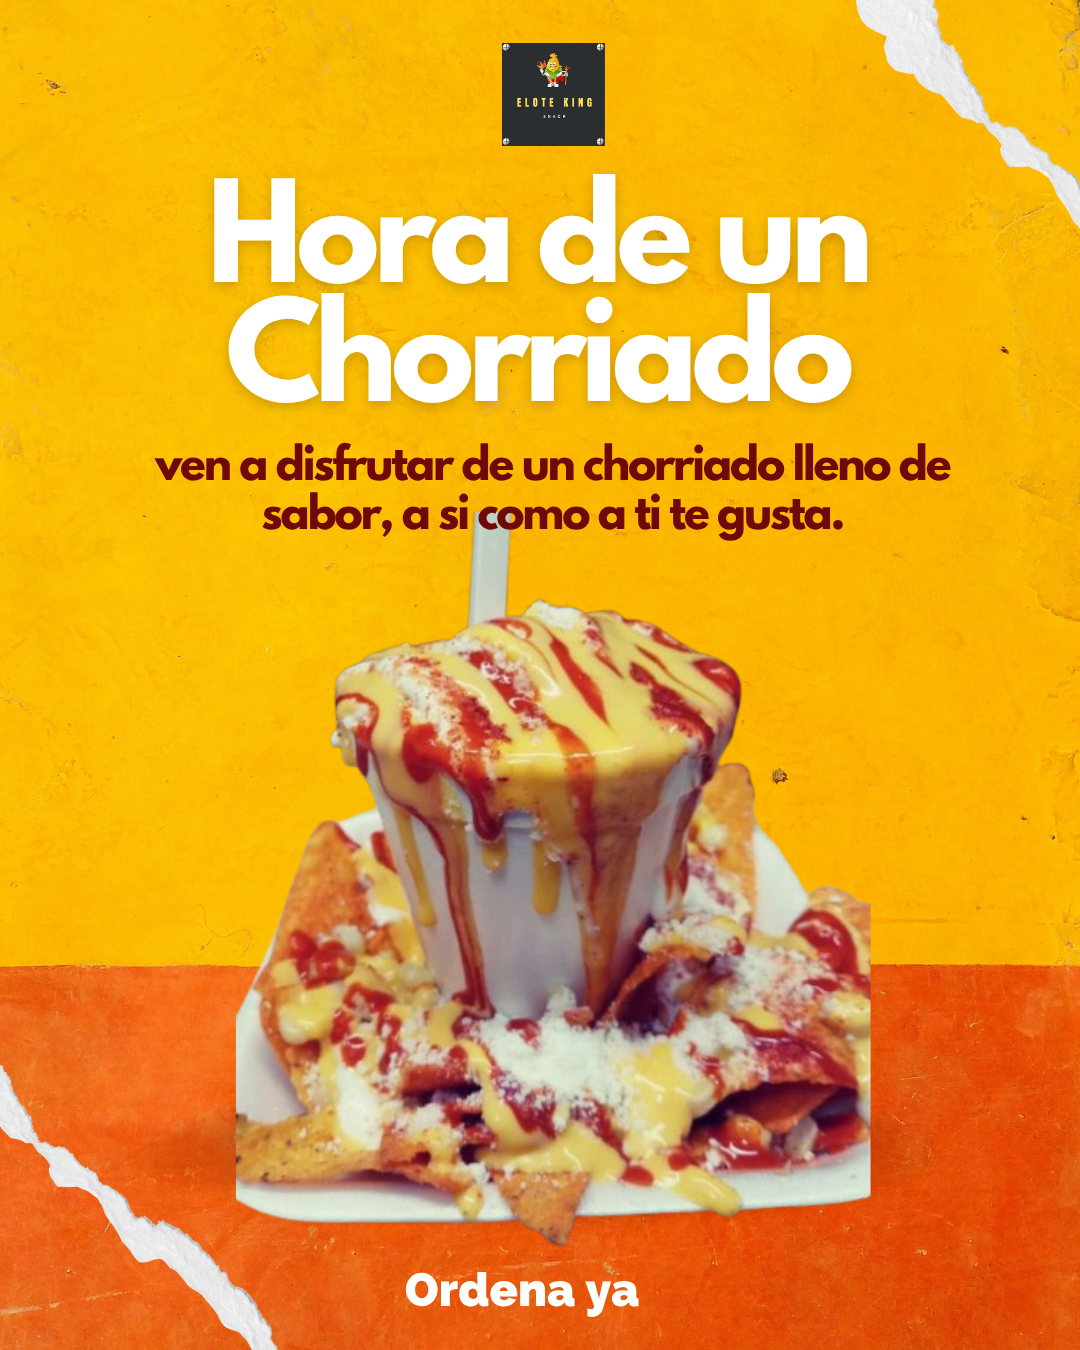 ELOTE KING
SNACK
Hora de un
Chorriado
ven a disfrutar de un chorriado lleno de
sabor, a si como a ti te gusta.
Ordena ya